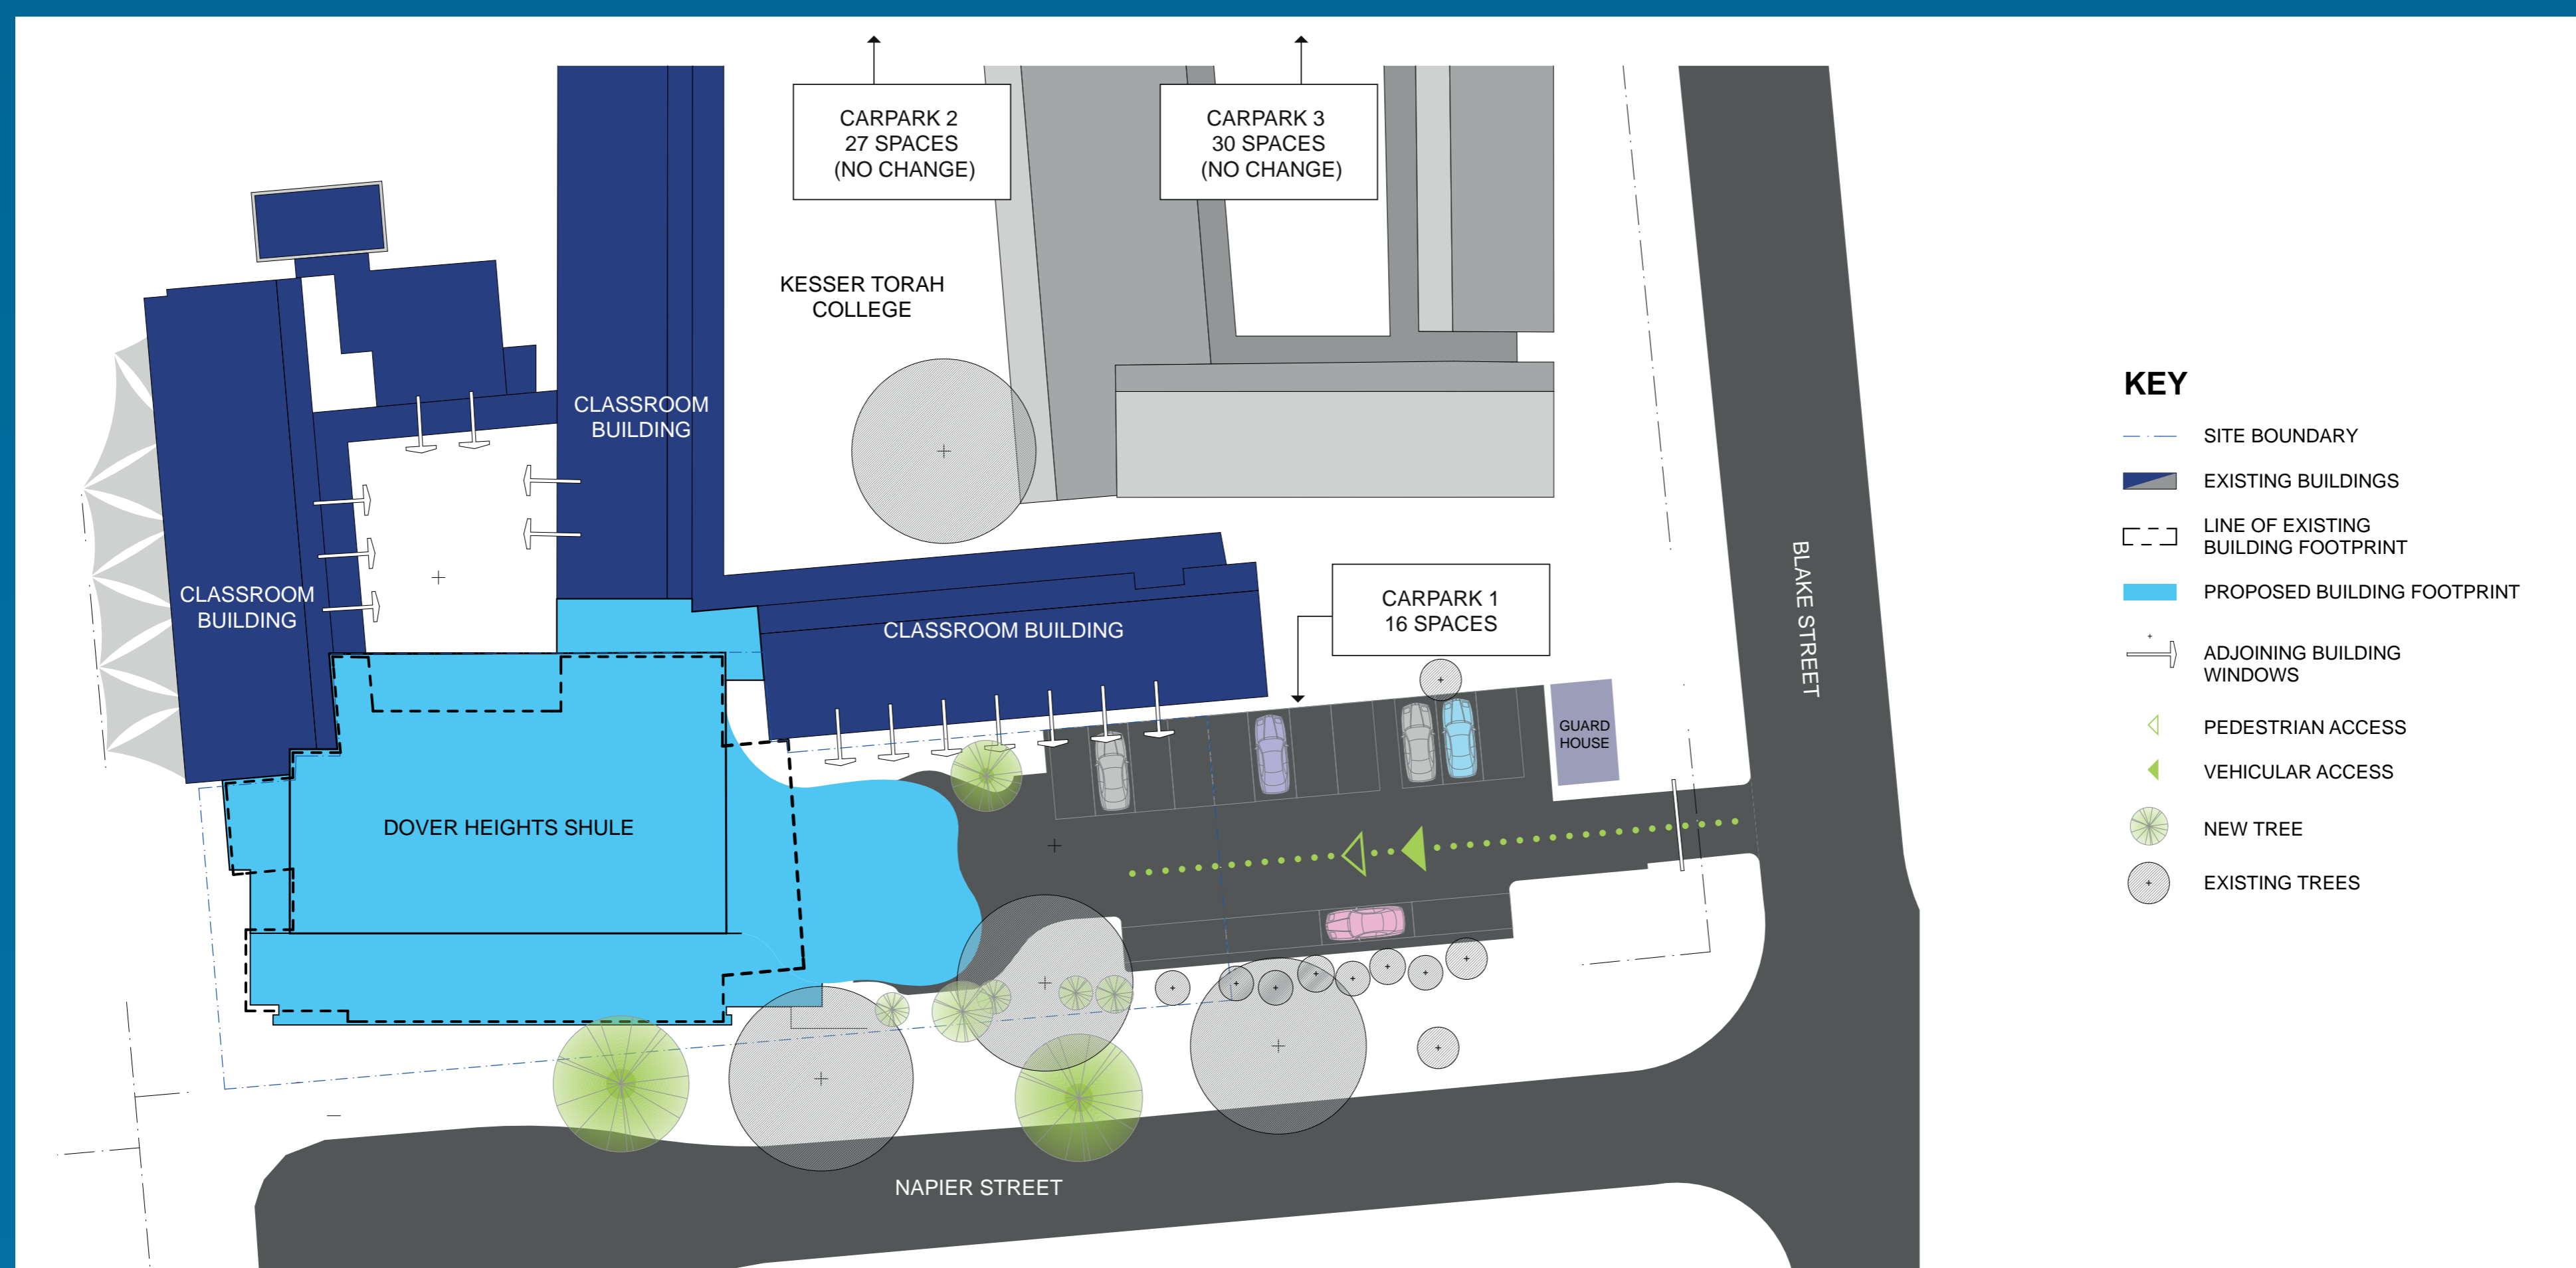 CARPARK 2
27 SPACES
(NO CHANGE)
CARPARK 3
30 SPACES
(NO CHANGE)
KESSER TORAH
COLLEGE
CLASSROOM
BUILDING
CLASSROOM
BUILDING
CLASSROOM BUILDING
CARPARK 1
16 SPACES
BLAKE STREET
GUARD
HOUSE
DOVER HEIGHTS SHULE
NAPIER STREET
KEY
SITE BOUNDARY
EXISTING BUILDINGS
LINE OF EXISTING
BUILDING FOOTPRINT
PROPOSED BUILDING FOOTPRINT
ADJOINING BUILDING
WINDOWS
PEDESTRIAN ACCESS
VEHICULAR ACCESS
NEW TREE
EXISTING TREES